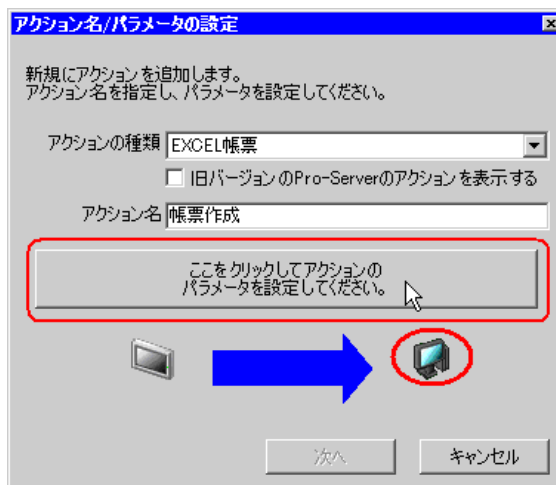 アクション名/パラメータの設定
新規にアクションを追加します。
アクション名を指定し、パラメータを設定してください。
アクションの種類 EXCEL帳票
旧バージョンのPro-Serverのアクションを表示する
アクション名 帳票作成
ここをクリックしてアクションの
パラメータを設定してください。
次へ キャンセル